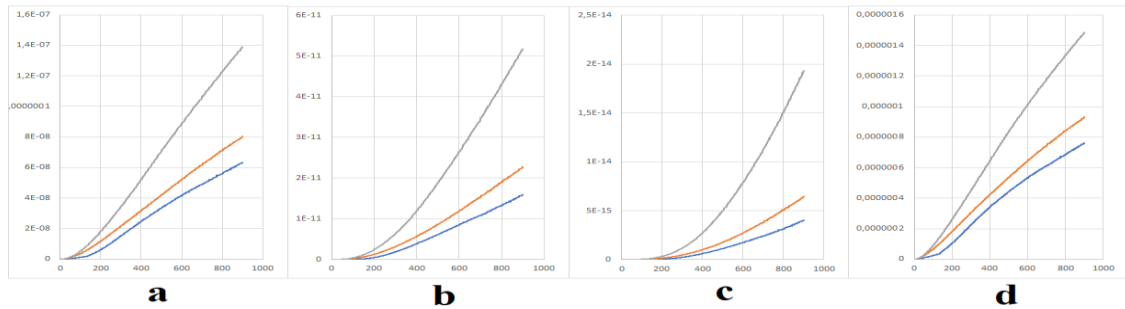 1,6E-07
1,4E-07
1,2E-07
,0000001
8E-08
6E-08
4E-08
2E-08
0
0 200 400 600 800 1000
a
6E-11
5E-11
4E-11
3E-11
2E-11
1E-11
0
0 200 400 600 800 1000
b
2,5E-14
2E-14
1,5E-14
1E-14
5E-15
0
0 200 400 600 800 1000
c
0,0000016
0,0000014
0,0000012
0,000001
0,0000008
0,0000006
0,0000004
0,0000002
0
0 200 400 600 800 1000
d